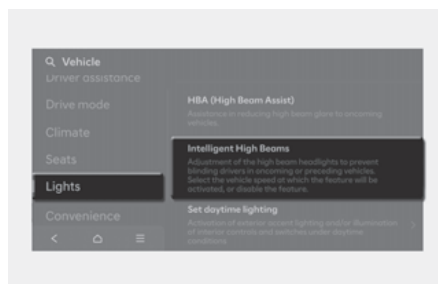 Vehicle
Driver assistance
Drive mode
Climate
Seats
Lights
Convenience
HBA (High Beam Assist)
Assistance in reducing high beam glare to oncoming
vehicles.
Intelligent High Beams
Adjustment of the high beam headlights to prevent
blinding drivers in oncoming or preceding vehicles.
Select the vehicle speed at which the feature will be
activated, or disable the feature.
Set daytime lighting
Activation of exterior accent lighting and/or illumination
of interior controls and switches under daytime
conditions